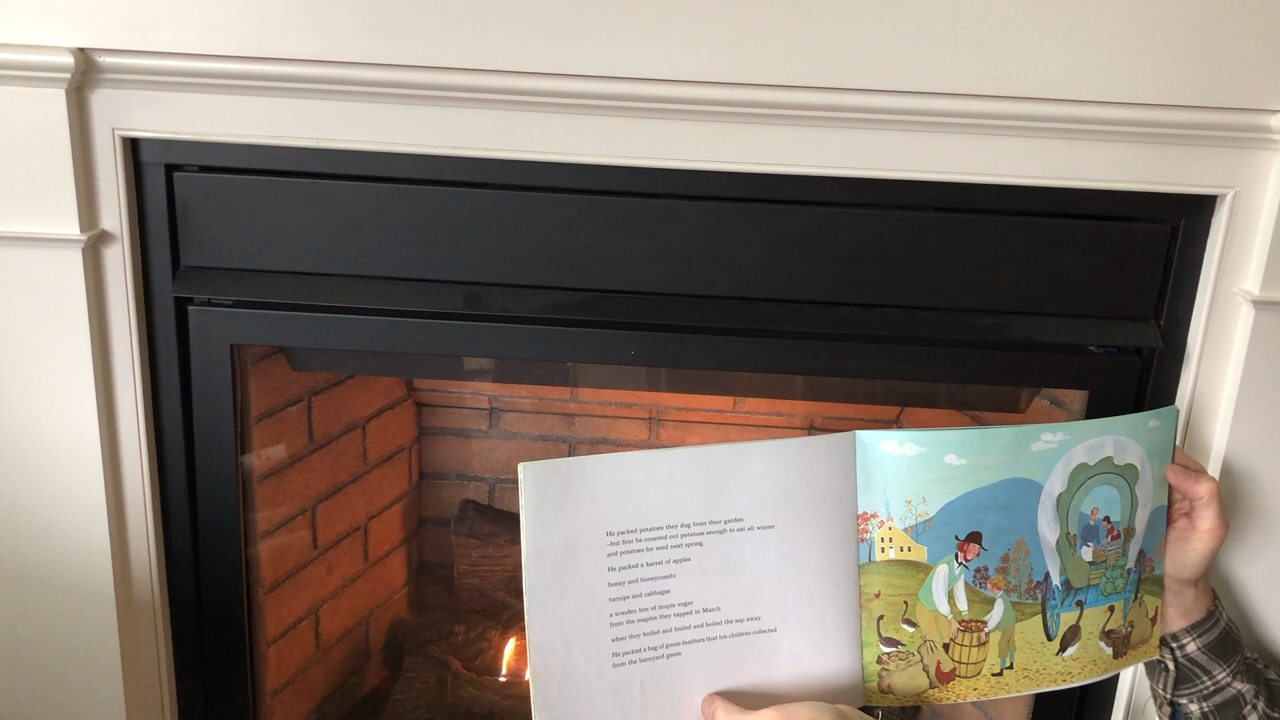 He packed potatoes they dug from their garden
-but first he counted out potatoes enough to eat all winter
and potatoes for seed next spring.
He packed a barrel of apples
honey and honeycombs
turnips and cabbages
a wooden box of maple sugar
from the maples they tapped in March
when they boiled and boiled and boiled the sap away.
He packed a bag of goose feathers that his children collected
from the barnyard geese.